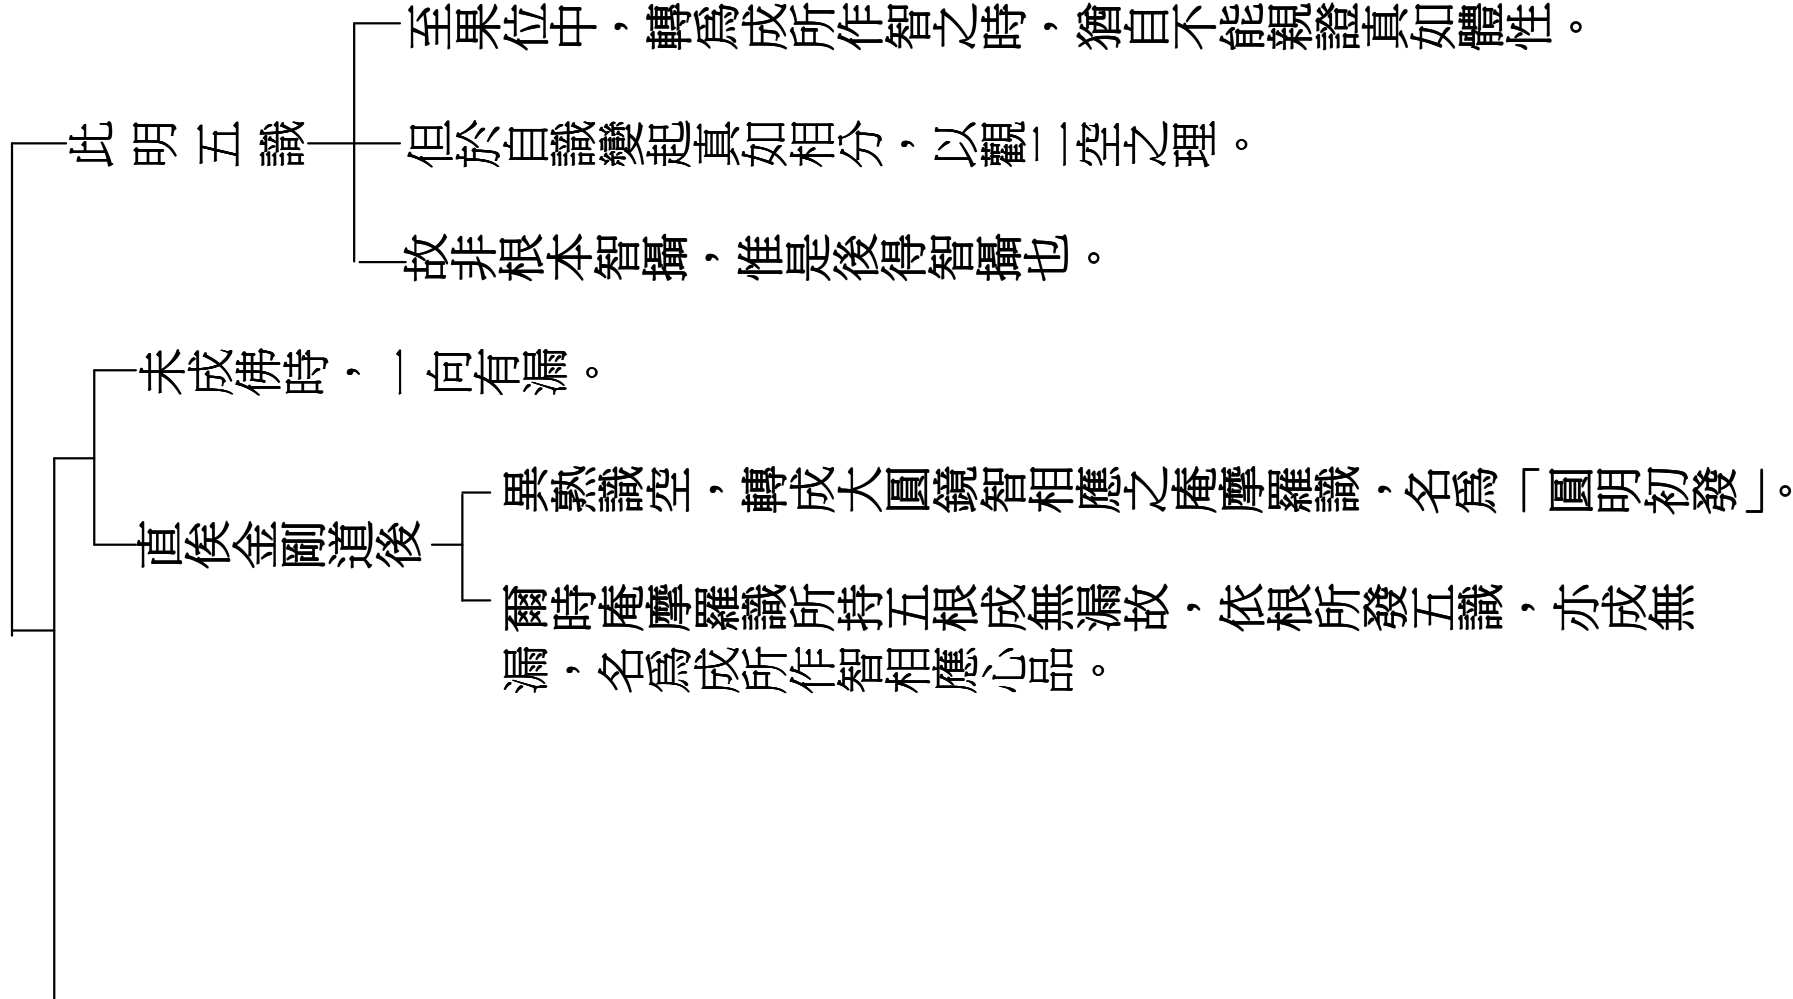 至果位中，轉爲成所作智之時，猶自不能親證真如體性。
此明五識
但於自識變起真如相分，以觀二空之理。
故非根本智攝，惟是後得智攝也。
未成佛時，一向有漏。
異熟識空，轉成大圓鏡智相應之庵摩羅識，名爲「圓明初發」。
直俟金剛道後
爾時庵摩羅識所持五根成無漏故，依根所發五識，亦成無
漏，名爲成所作智相應心品。